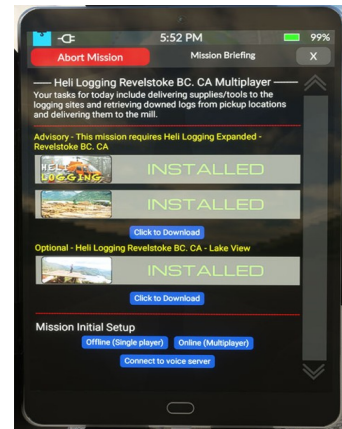 5:52 PM
99%
Abort Mission
Mission Briefing
X
Heli Logging Revelstoke BC. CA Multiplayer
Your tasks for today include delivering supplies/tools to the
logging sites and retrieving downed logs from pickup locations
and delivering them to the mill.
Advisory - This mission requires Heli Logging Expanded -
Revelstoke BC. CA
HELI
LOGGING
INSTALLED
INSTALLED
Click to Download
Optional - Heli Logging Revelstoke BC. CA - Lake View
INSTALLED
Click to Download
Mission Initial Setup
Offline (Single player)
Online (Multiplayer)
Connect to voice server